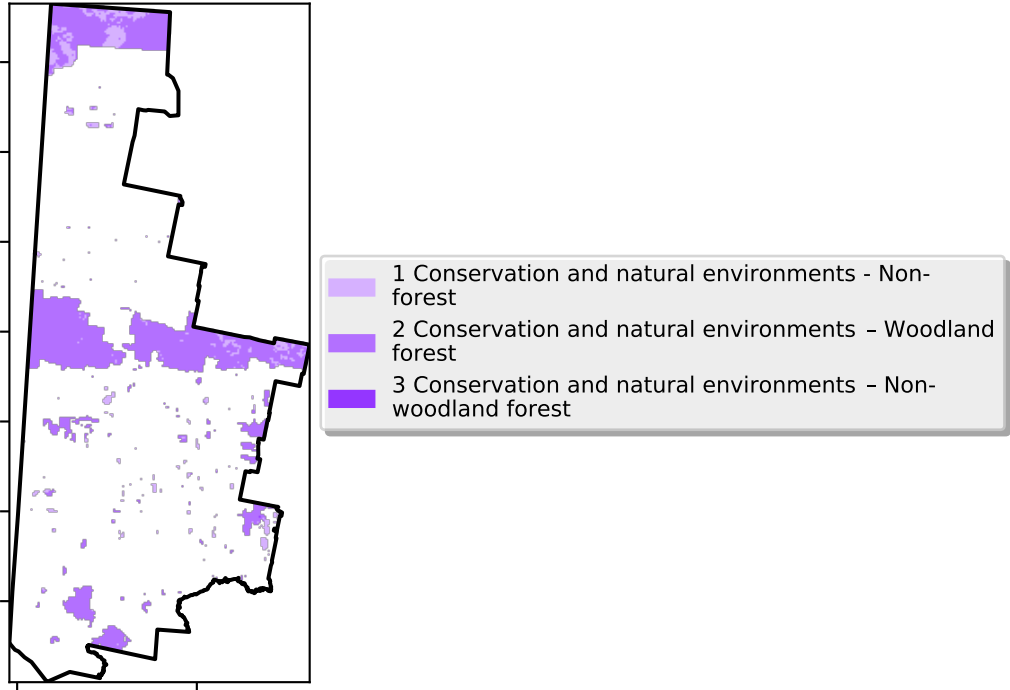 1 Conservation and natural environments - Non-
forest
2 Conservation and natural environments – Woodland
forest
3 Conservation and natural environments – Non-
woodland forest